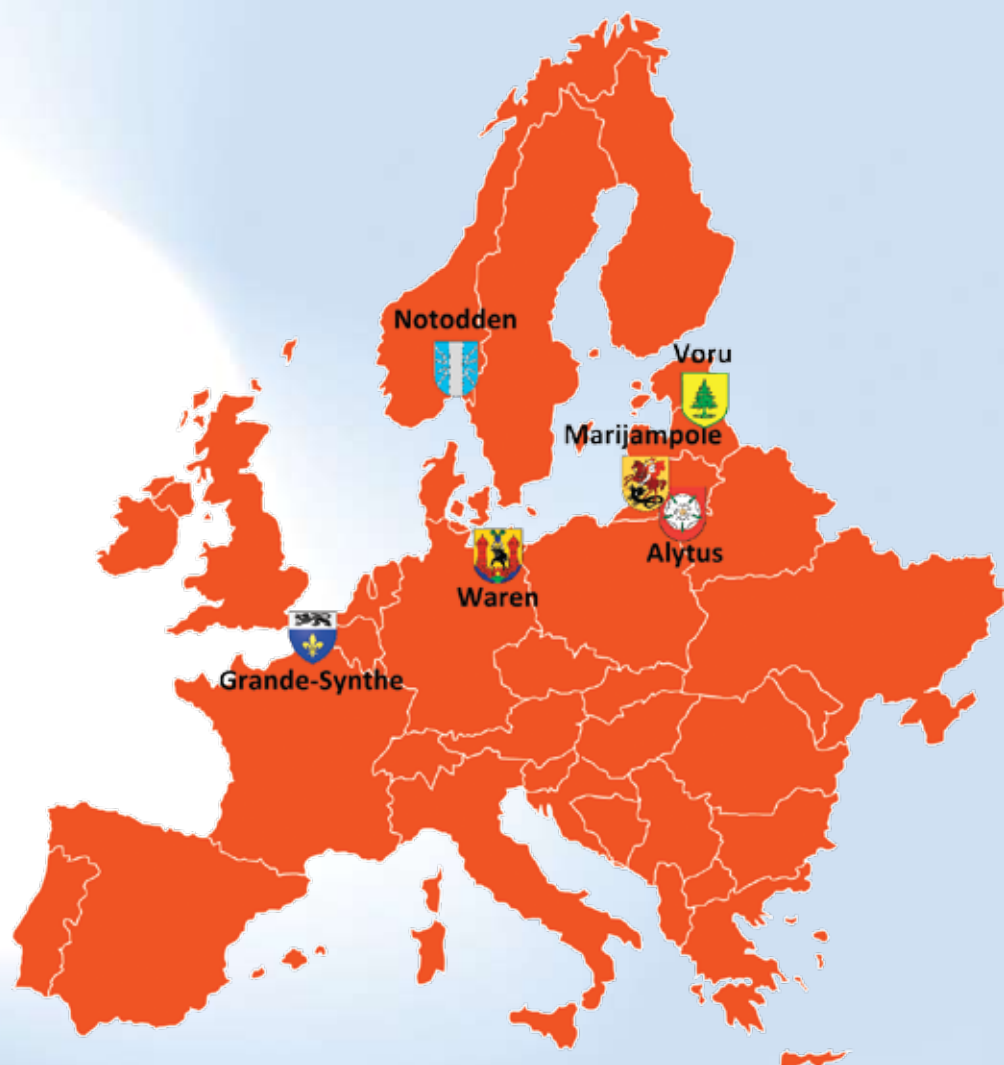 Notodden
Voru
Marijampole
Alytus
Waren
Grande-Synthe